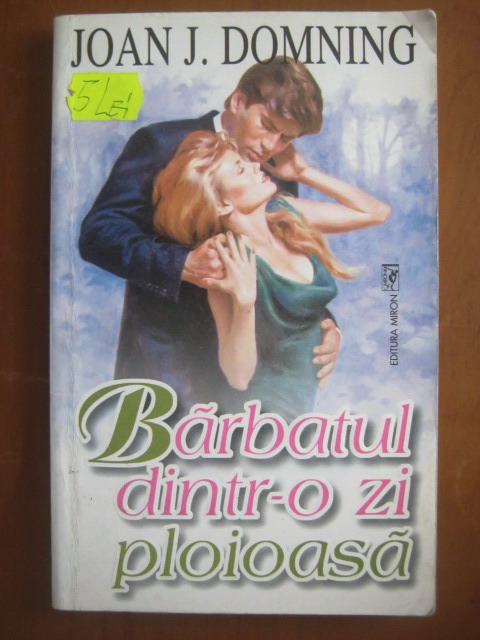 JOAN J. DOMNING
5 Lei
EDITURA MIRON
Bărbatul
dintr-o zi
ploioasă